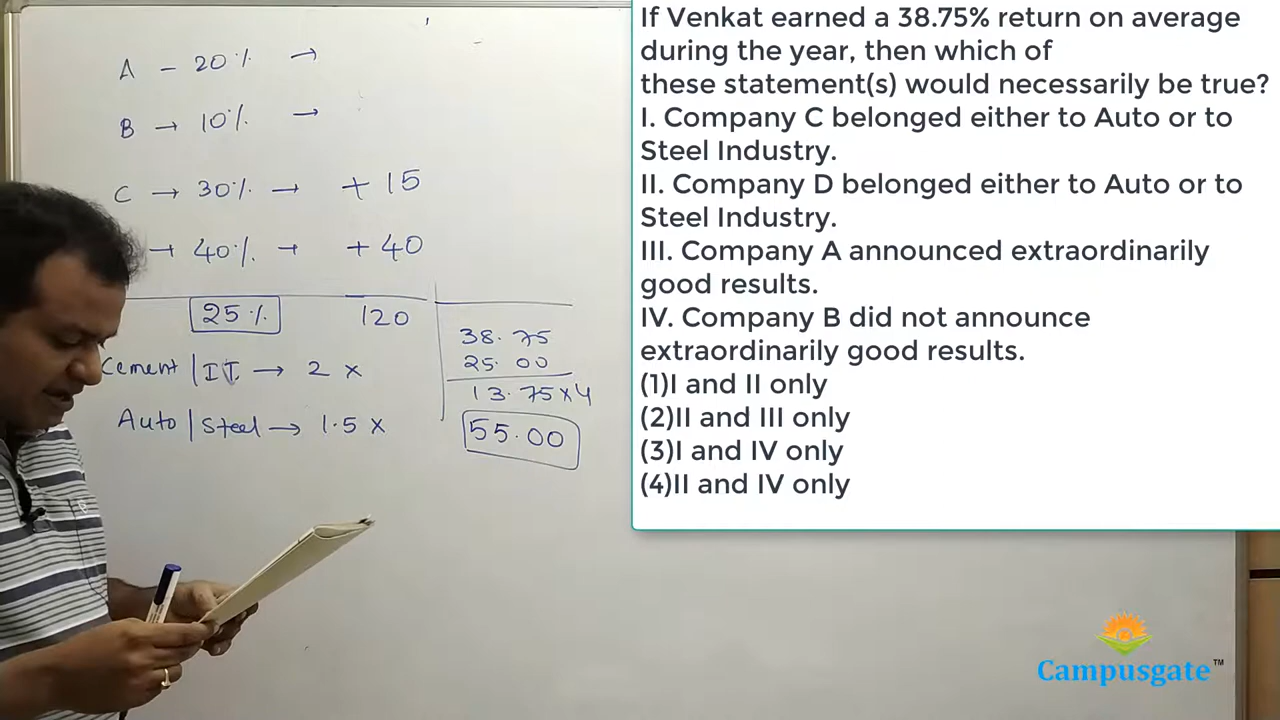 A - 20% →
B → 10% →
C → 30% → + 15
→ 40% → + 40
25% 120
38.75
25.00
13.75x4
55.00
Cement | IT → 2 x
Auto | Steel → 1.5 x
If Venkat earned a 38.75% return on average
during the year, then which of
these statement(s) would necessarily be true?
I. Company C belonged either to Auto or to
Steel Industry.
II. Company D belonged either to Auto or to
Steel Industry.
III. Company A announced extraordinarily
good results.
IV. Company B did not announce
extraordinarily good results.
(1)I and II only
(2)II and III only
(3)I and IV only
(4)II and IV only
Campusgate™